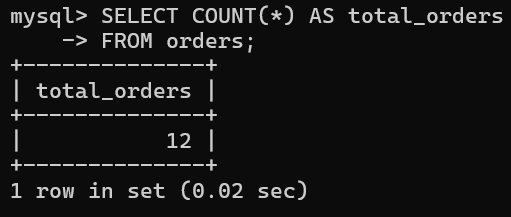 mysql> SELECT COUNT(*) AS total_orders
    -> FROM orders;
+--------------+
| total_orders |
+--------------+
|           12 |
+--------------+
1 row in set (0.02 sec)